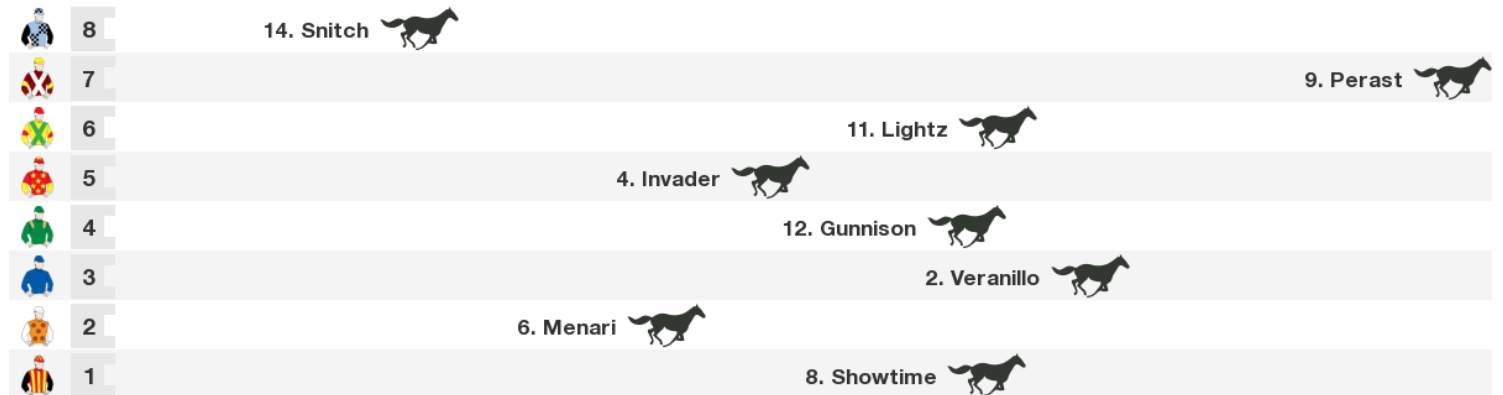 8 14. Snitch
7 9. Perast
6 11. Lightz
5 4. Invader
4 12. Gunnison
3 2. Veranillo
2 6. Menari
1 8. Showtime